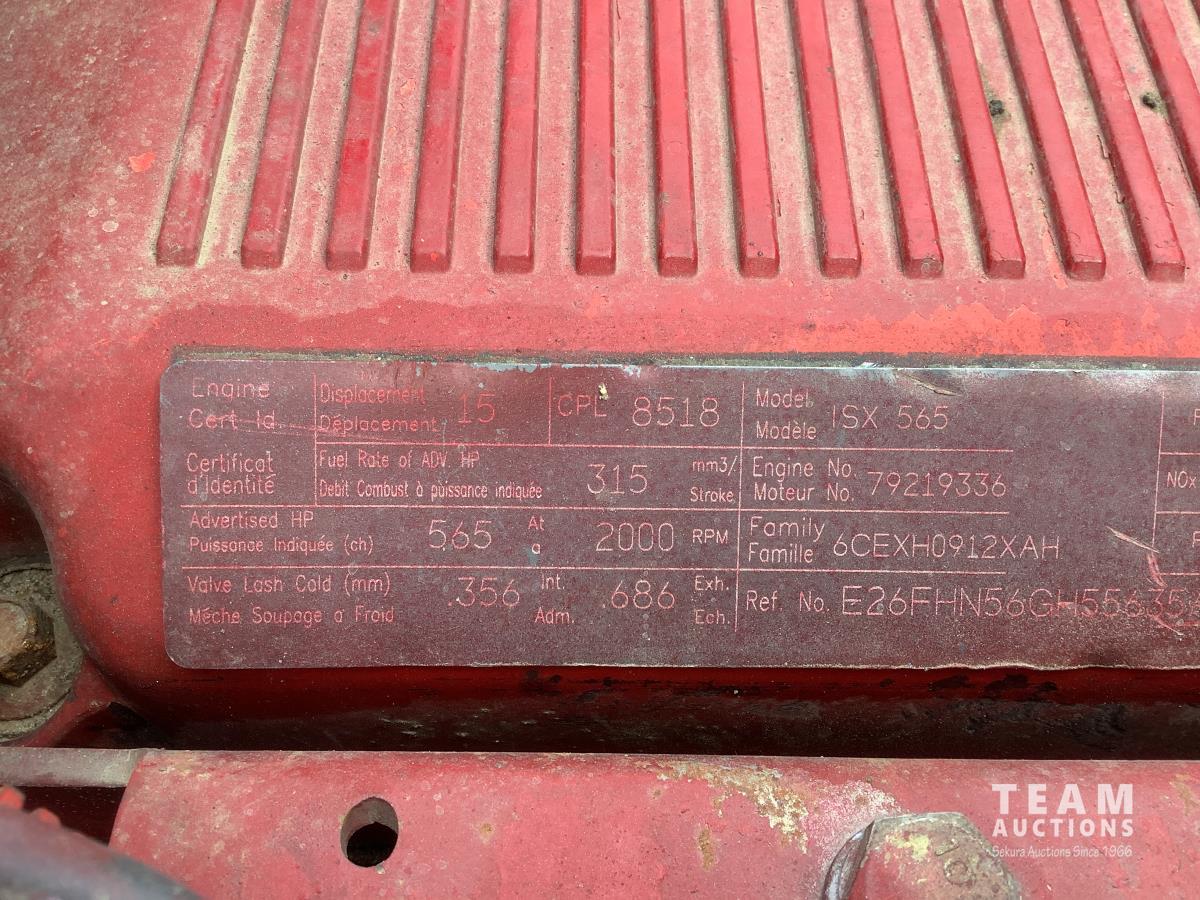 Engine
Cert Id
Certificat
d'Identité
Displacement
Déplacement 15
CPL 8518
Model
Modèle ISX 565
Fuel Rate of ADV. HP
Debit Combust à puissance indiquée 315 mm3/
Stroke
Engine No.
Moteur No. 79219336
NOx
Advertised HP
Puissance Indiquée (ch) 565 At
a 2000 RPM
Family
Famille 6CEXH0912XAH
Valve Lash Cold (mm)
Méche Soupage a Froid .356 Int.
Adm. .686 Exh.
Ech.
Ref. No. E26FHN56GH55635
TEAM
AUCTIONS
Sekura Auctions Since 1966